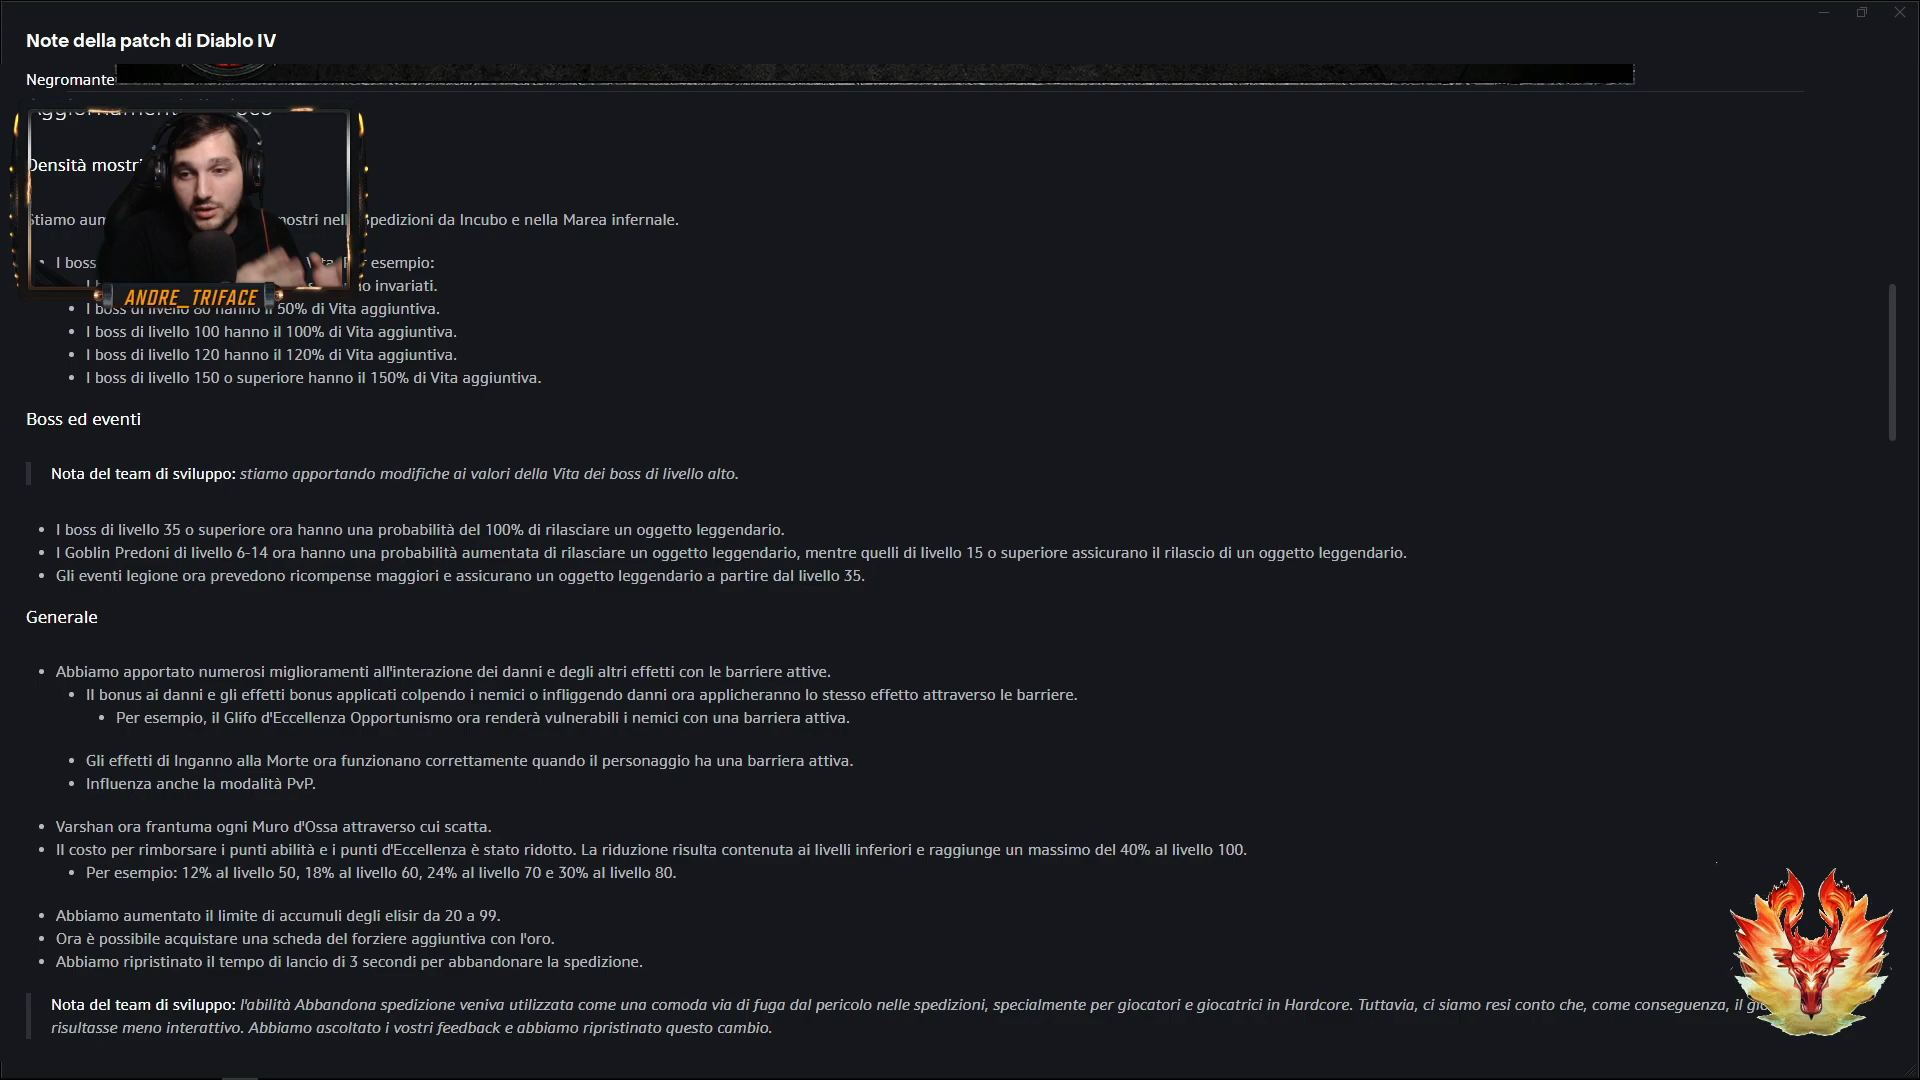 Note della patch di Diablo IV
Negromante
Densità mostri
Stiamo aum mostri nell spedizioni da Incubo e nella Marea infernale.
I boss Vita. Per esempio:
invariati.
I boss di livello 80 hanno il 50% di Vita aggiuntiva.
I boss di livello 100 hanno il 100% di Vita aggiuntiva.
I boss di livello 120 hanno il 120% di Vita aggiuntiva.
I boss di livello 150 o superiore hanno il 150% di Vita aggiuntiva.
ANDRE_TRIFACE
Boss ed eventi
Nota del team di sviluppo: stiamo apportando modifiche ai valori della Vita dei boss di livello alto.
I boss di livello 35 o superiore ora hanno una probabilità del 100% di rilasciare un oggetto leggendario.
I Goblin Predoni di livello 6-14 ora hanno una probabilità aumentata di rilasciare un oggetto leggendario, mentre quelli di livello 15 o superiore assicurano il rilascio di un oggetto leggendario.
Gli eventi legione ora prevedono ricompense maggiori e assicurano un oggetto leggendario a partire dal livello 35.
Generale
Abbiamo apportato numerosi miglioramenti all'interazione dei danni e degli altri effetti con le barriere attive.
Il bonus ai danni e gli effetti bonus applicati colpendo i nemici o infliggendo danni ora applicheranno lo stesso effetto attraverso le barriere.
Per esempio, il Glifo d'Eccellenza Opportunismo ora renderà vulnerabili i nemici con una barriera attiva.
Gli effetti di Inganno alla Morte ora funzionano correttamente quando il personaggio ha una barriera attiva.
Influenza anche la modalità PvP.
Varshan ora frantuma ogni Muro d'Ossa attraverso cui scatta.
Il costo per rimborsare i punti abilità e i punti d'Eccellenza è stato ridotto. La riduzione risulta contenuta ai livelli inferiori e raggiunge un massimo del 40% al livello 100.
Per esempio: 12% al livello 50, 18% al livello 60, 24% al livello 70 e 30% al livello 80.
Abbiamo aumentato il limite di accumuli degli elisir da 20 a 99.
Ora è possibile acquistare una scheda del forziere aggiuntiva con l'oro.
Abbiamo ripristinato il tempo di lancio di 3 secondi per abbandonare la spedizione.
Nota del team di sviluppo: l'abilità Abbandona spedizione veniva utilizzata come una comoda via di fuga dal pericolo nelle spedizioni, specialmente per giocatori e giocatrici in Hardcore. Tuttavia, ci siamo resi conto che, come conseguenza, il
risultasse meno interattivo. Abbiamo ascoltato i vostri feedback e abbiamo ripristinato questo cambio.